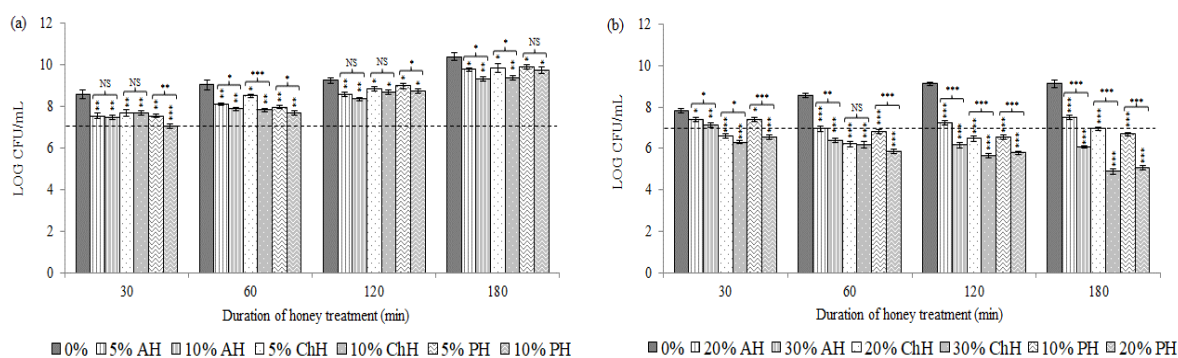 (a)
LOG CFU/mL
12
10
8
6
4
2
0
NS NS ** * *** * NS NS * * * NS
30 60 120 180
Duration of honey treatment (min)
0% 5% AH 10% AH 5% ChH 10% ChH 5% PH 10% PH
(b)
LOG CFU/mL
12
10
8
6
4
2
0
* * *** ** NS *** *** *** *** *** *** ***
30 60 120 180
Duration of honey treatment (min)
0% 20% AH 30% AH 20% ChH 30% ChH 10% PH 20% PH